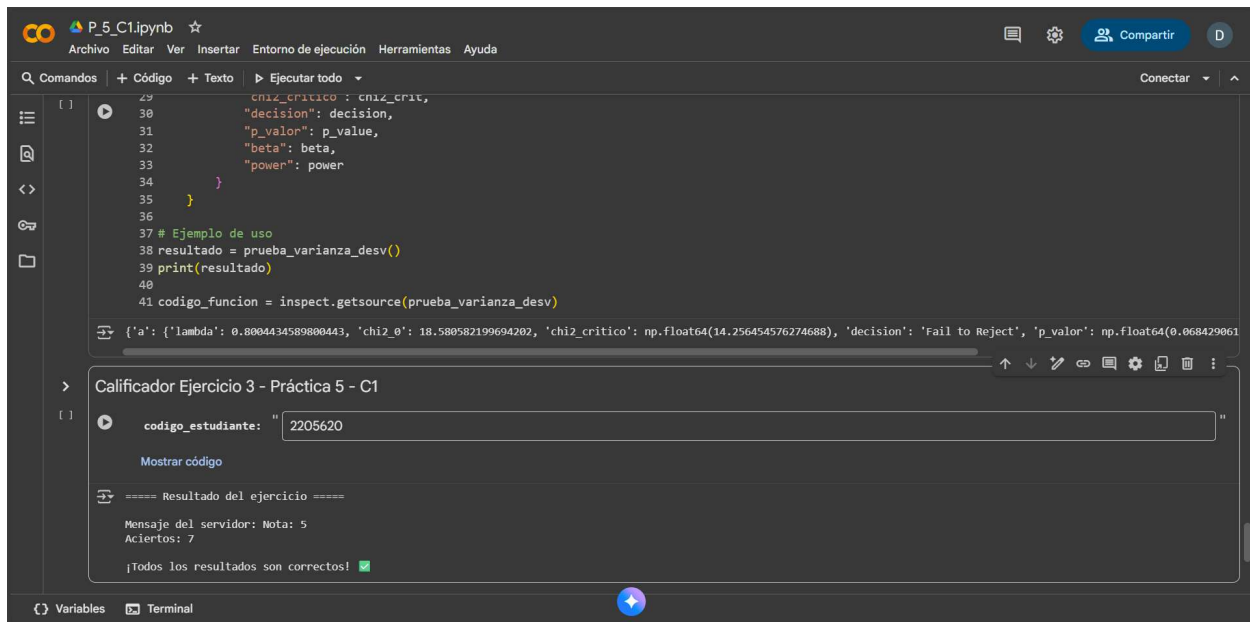 CO P_5_C1.ipynb
Archivo Editar Ver Insertar Entorno de ejecución Herramientas Ayuda
Compartir D
Comandos + Código + Texto Ejecutar todo Conectar
[ ] 29 "chi2_critico": chi2_crit,
30 "decision": decision,
31 "p_valor": p_value,
32 "beta": beta,
33 "power": power
34 }
35 }
36
37 # Ejemplo de uso
38 resultado = prueba_varianza_desv()
39 print(resultado)
40
41 codigo_funcion = inspect.getsource(prueba_varianza_desv)
{'a': {'lambda': 0.8004434589800443, 'chi2_0': 18.580582199694202, 'chi2_critico': np.float64(14.256454576274688), 'decision': 'Fail to Reject', 'p_valor': np.float64(0.068429061
Calificador Ejercicio 3 - Práctica 5 - C1
[ ] codigo_estudiante: "2205620"
Mostrar código
===== Resultado del ejercicio =====
Mensaje del servidor: Nota: 5
Aciertos: 7
¡Todos los resultados son correctos! ✅
{} Variables Terminal